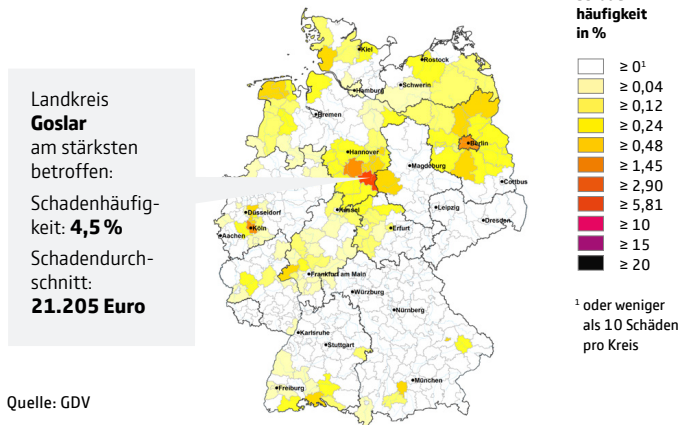 häufigkeit
in %
≥ 0¹
≥ 0,04
≥ 0,12
≥ 0,24
≥ 0,48
≥ 1,45
≥ 2,90
≥ 5,81
≥ 10
≥ 15
≥ 20
¹ oder weniger
als 10 Schäden
pro Kreis
Landkreis
Goslar
am stärksten
betroffen:
Schadenhäufig-
keit: 4,5 %
Schadendurch-
schnitt:
21.205 Euro
Kiel
Rostock
Schwerin
Hamburg
Bremen
Hannover
Berlin
Magdeburg
Cottbus
Düsseldorf
Kassel
Leipzig
Dresden
Köln
Aachen
Erfurt
Frankfurt am Main
Würzburg
Nürnberg
Karlsruhe
Stuttgart
München
Freiburg
Quelle: GDV